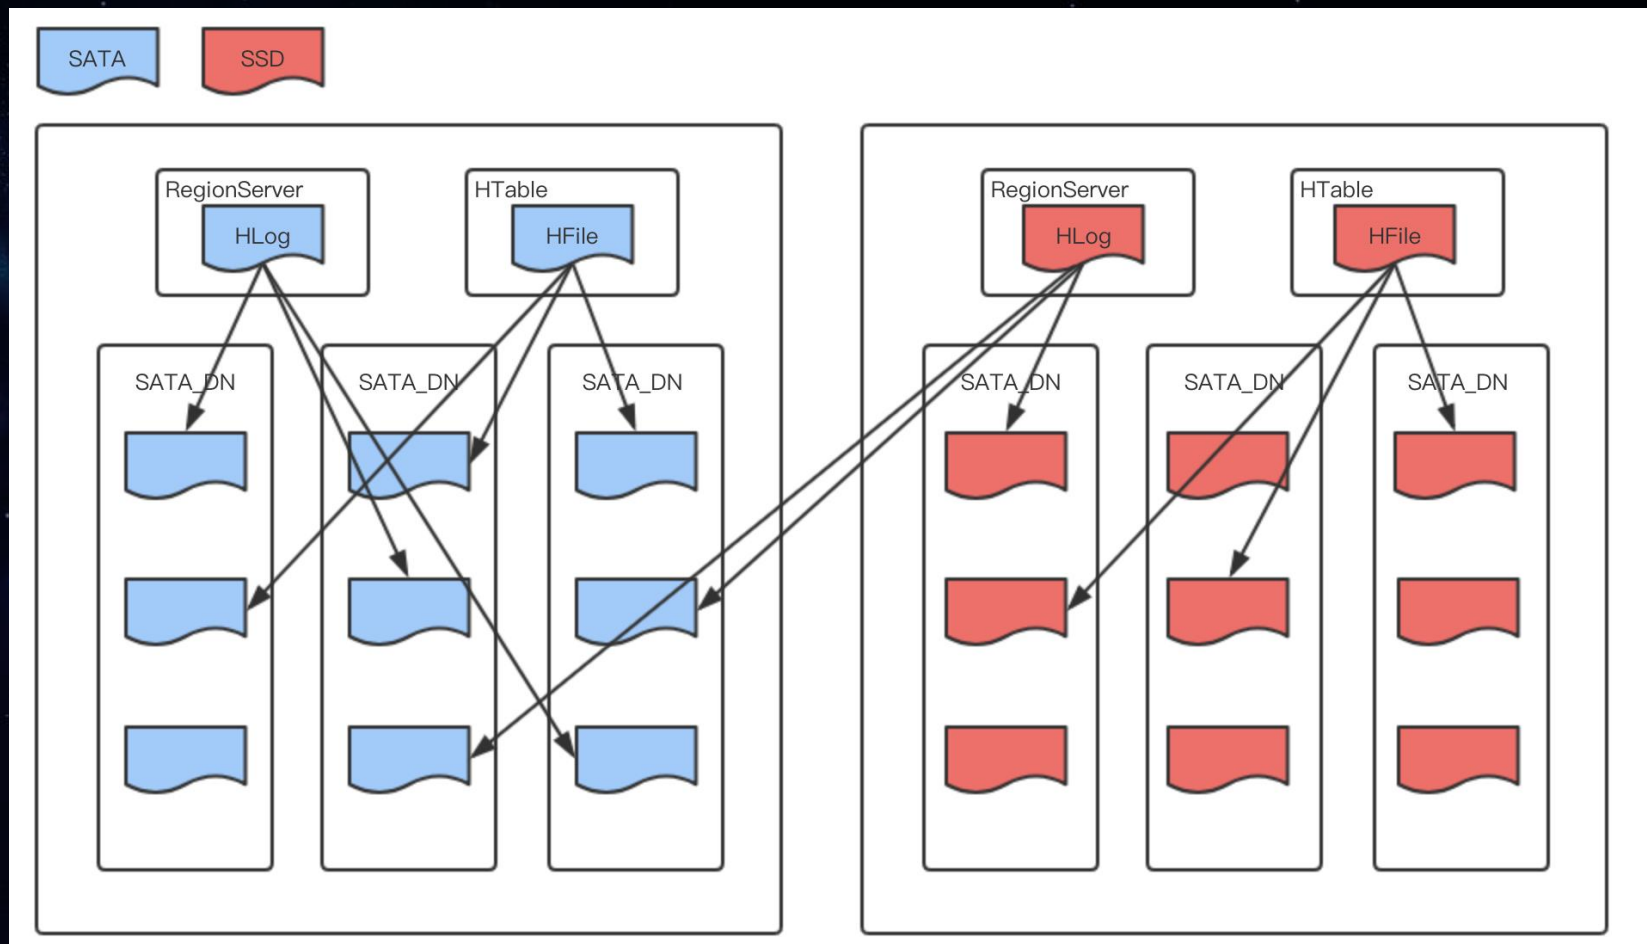 SATA
SSD
RegionServer
HLog
HTable
HFile
SATA_DN
SATA_DN
SATA_DN
RegionServer
HLog
HTable
HFile
SATA_DN
SATA_DN
SATA_DN